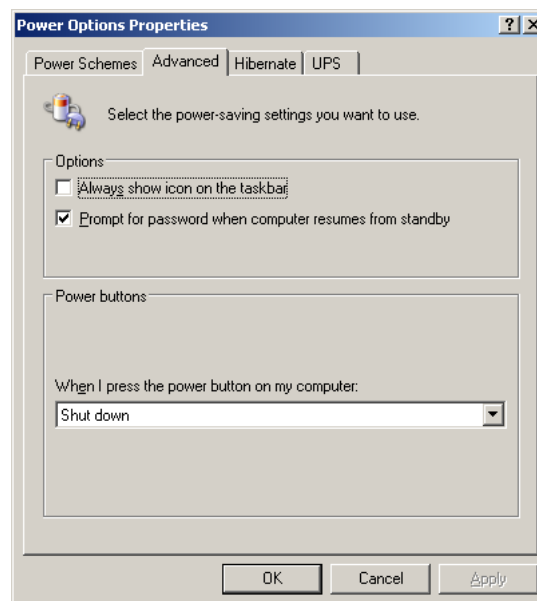 Power Options Properties
Power Schemes Advanced Hibernate UPS
Select the power-saving settings you want to use.
Options
Always show icon on the taskbar
Prompt for password when computer resumes from standby
Power buttons
When I press the power button on my computer:
Shut down
OK Cancel Apply